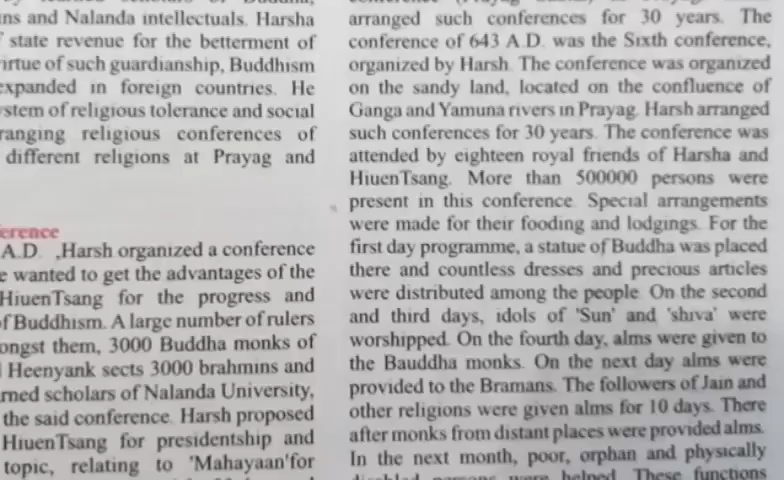 ns and Nalanda intellectuals. Harsha
state revenue for the betterment of
irtue of such guardianship, Buddhism
expanded in foreign countries. He
stem of religious tolerance and social
ranging religious conferences of
different religions at Prayag and
erence
A.D. ,Harsh organized a conference
e wanted to get the advantages of the
HiuenTsang for the progress and
of Buddhism. A large number of rulers
ongst them, 3000 Buddha monks of
Heenyank sects 3000 brahmins and
rned scholars of Nalanda University,
the said conference. Harsh proposed
HiuenTsang for presidentship and
topic, relating to 'Mahayaan'for
arranged such conferences for 30 years. The
conference of 643 A.D. was the Sixth conference,
organized by Harsh. The conference was organized
on the sandy land, located on the confluence of
Ganga and Yamuna rivers in Prayag. Harsh arranged
such conferences for 30 years. The conference was
attended by eighteen royal friends of Harsha and
HiuenTsang. More than 500000 persons were
present in this conference. Special arrangements
were made for their fooding and lodgings. For the
first day programme, a statue of Buddha was placed
there and countless dresses and precious articles
were distributed among the people. On the second
and third days, idols of 'Sun' and 'shiva' were
worshipped. On the fourth day, alms were given to
the Bauddha monks. On the next day alms were
provided to the Bramans. The followers of Jain and
other religions were given alms for 10 days. There
after monks from distant places were provided alms.
In the next month, poor, orphan and physically
disabled persons were helped. These functions